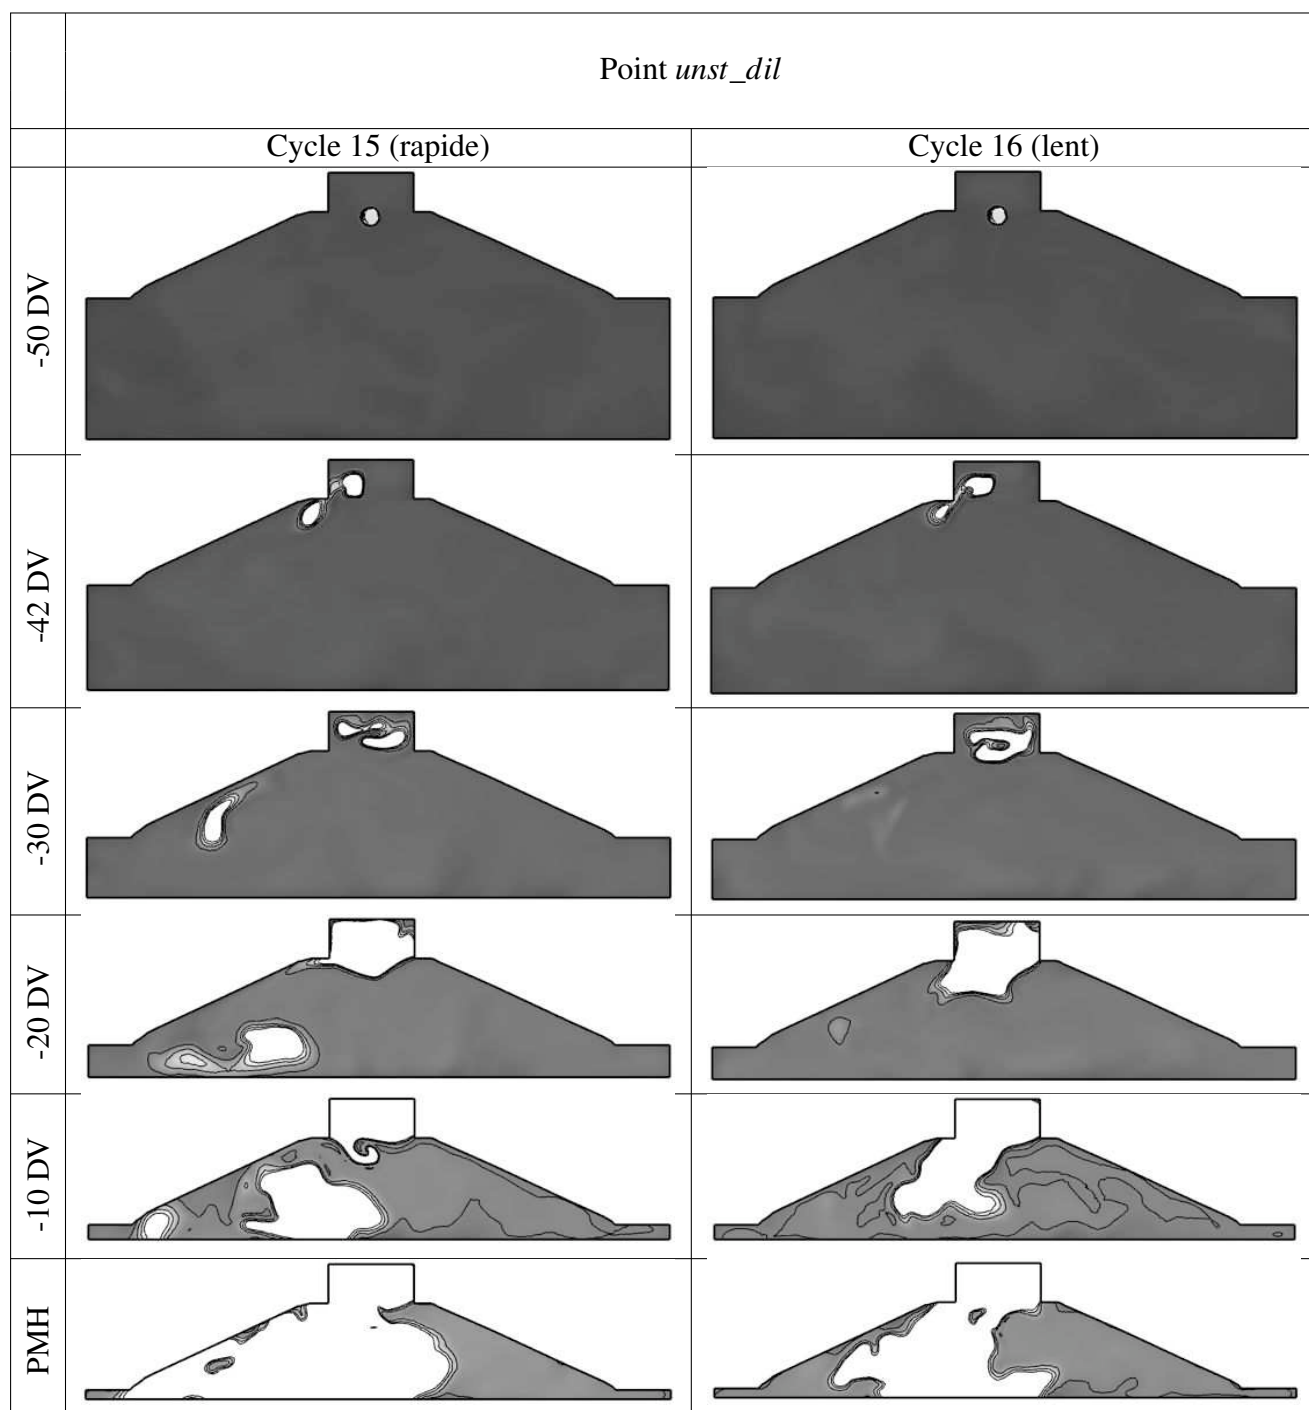 Point unst_dil
Cycle 15 (rapide)
Cycle 16 (lent)
-50 DV
-42 DV
-30 DV
-20 DV
-10 DV
PMH